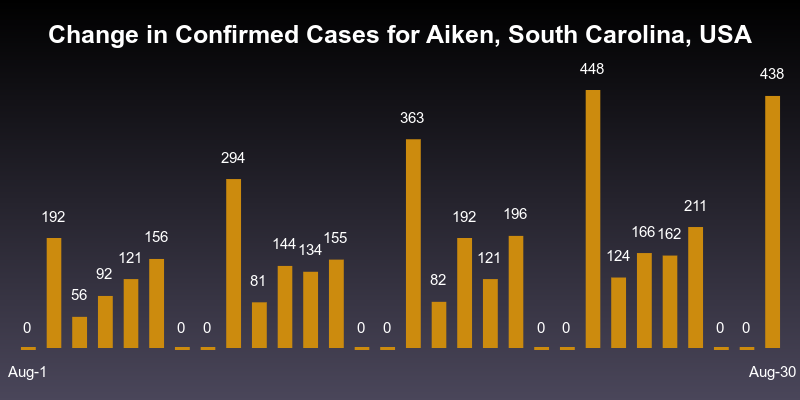 Change in Confirmed Cases for Aiken, South Carolina, USA
0 192 56 92 121 156 0 0 294 81 144 134 155 0 0 363 82 192 121 196 0 0 448 124 166 162 211 0 0 438
Aug-1 Aug-30